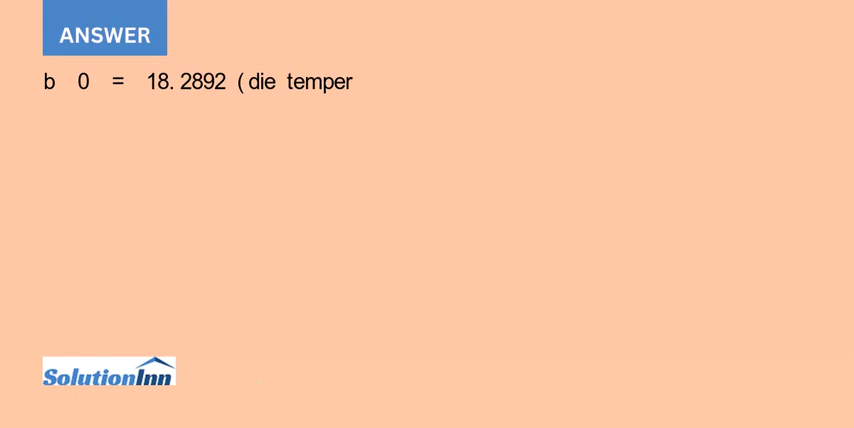 ANSWER
b 0 = 18. 2892 ( die temper
SolutionInn